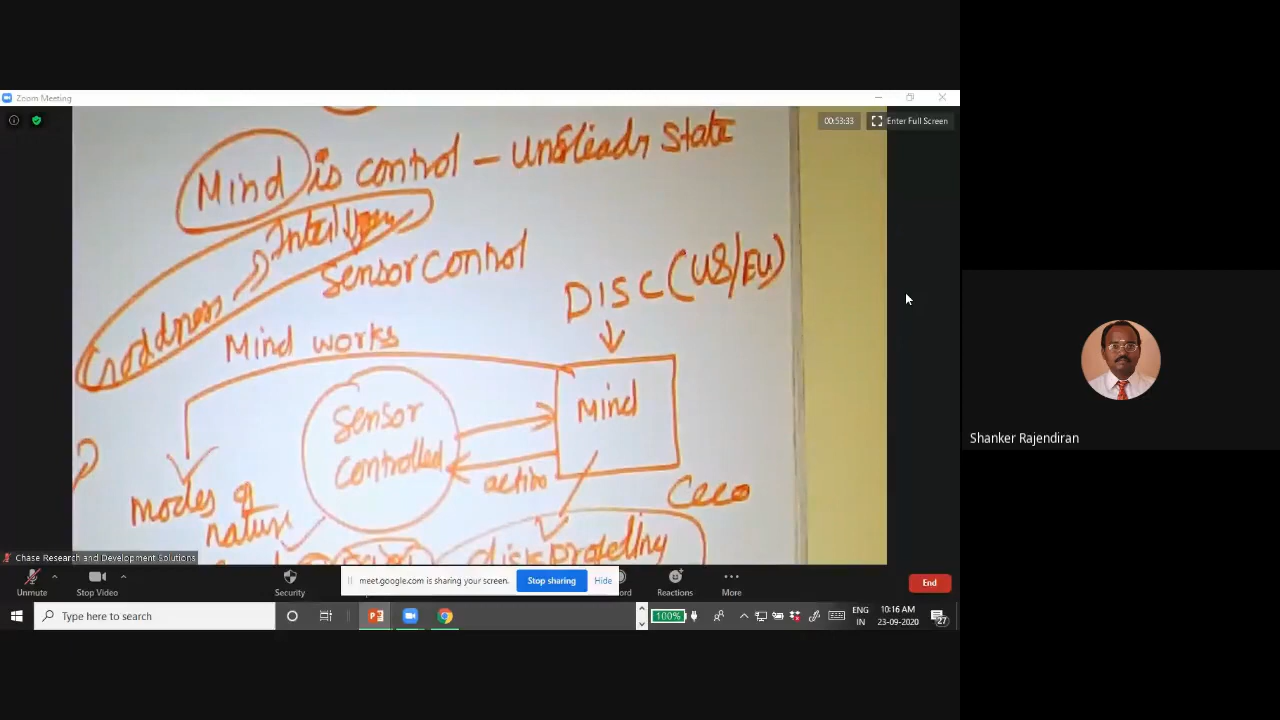 Zoom Meeting
00:53:33
Enter Full Screen
Mind is control - Unsteady State
Goodness
Sensor Control
DISC (US/EU)
Mind works
Sensor
Controlled
Mind
action
Modes of
nature
CECO
Chase Research and Development Solutions
Unmute
Stop Video
Security
meet.google.com is sharing your screen.
Stop sharing
Hide
Reactions
More
End
Type here to search
100%
ENG
IN
10:16 AM
23-09-2020
27
Shanker Rajendiran